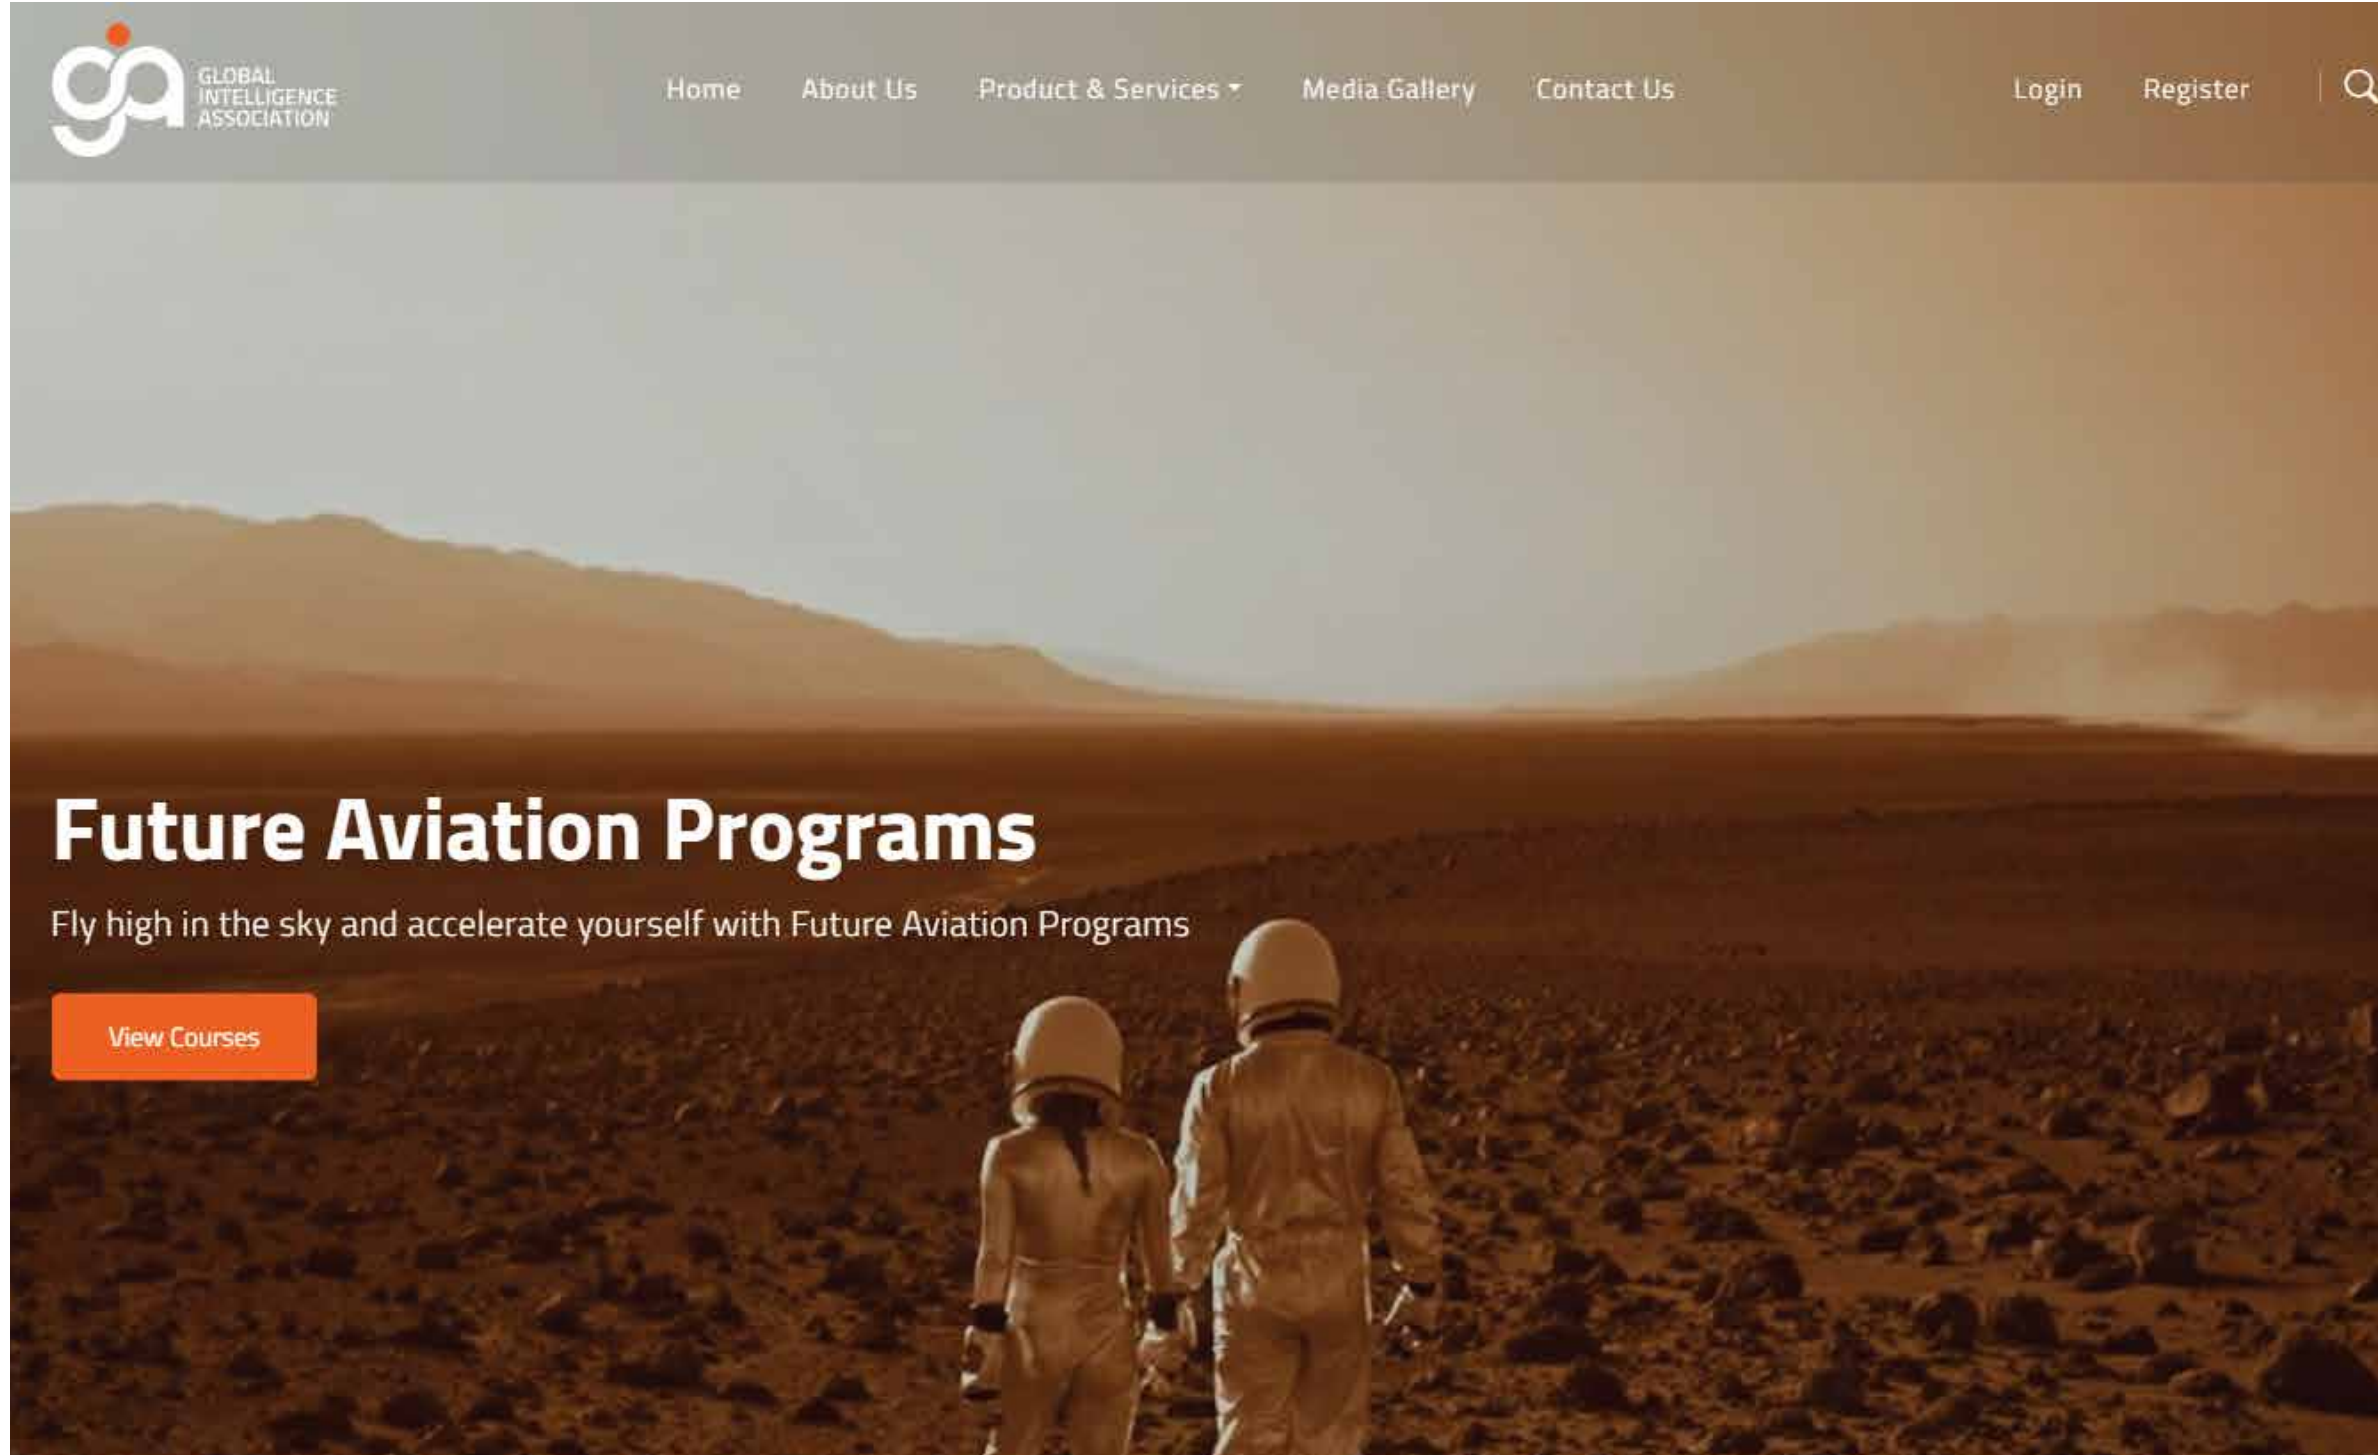 GLOBAL
INTELLIGENCE
ASSOCIATION
Home About Us Product & Services Media Gallery Contact Us Login Register
Future Aviation Programs
Fly high in the sky and accelerate yourself with Future Aviation Programs
View Courses